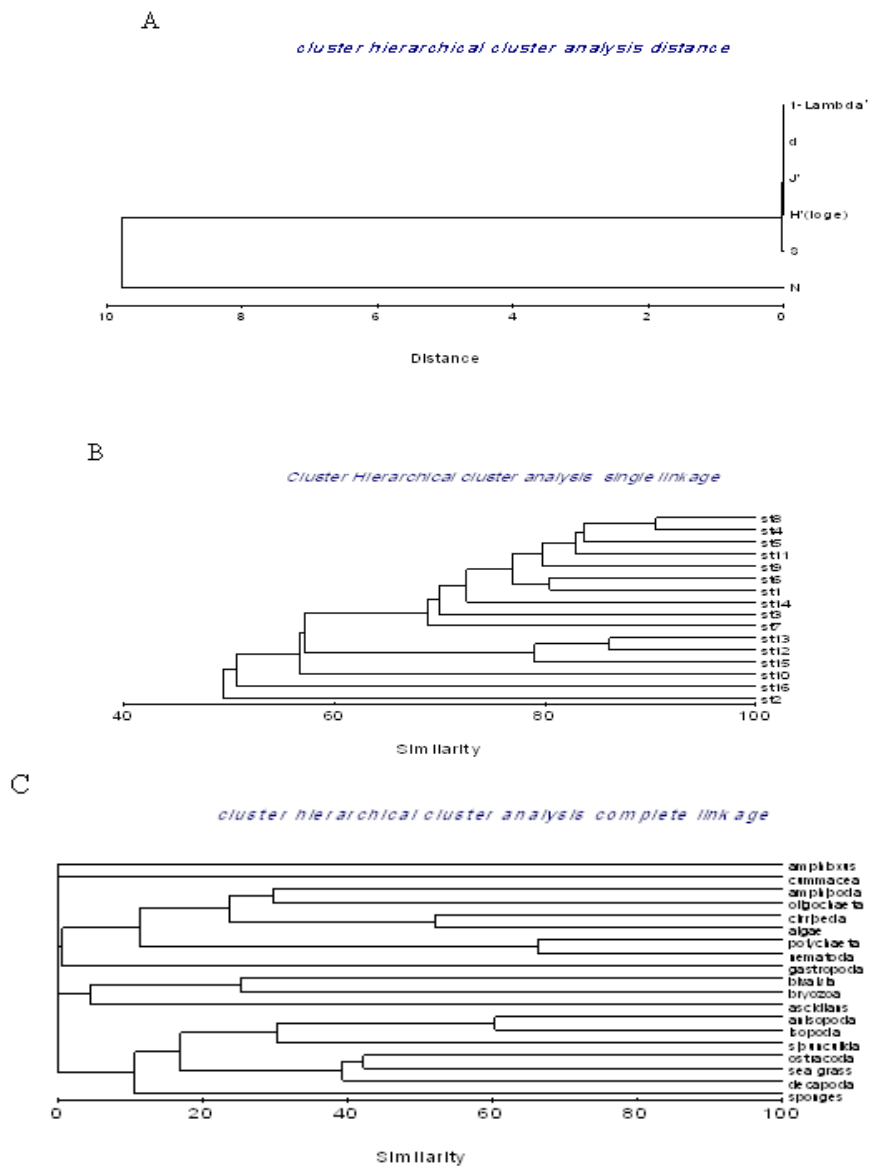 A
cluster hierarchical cluster analysis distance
1-Lambda'
d
J'
H'(loge)
S
N
10 8 6 4 2 0
Distance
B
Cluster Hierarchical cluster analysis single linkage
st8
st4
st5
st11
st9
st6
st1
st14
st3
st7
st13
st12
st15
st10
st16
st2
40 60 80 100
Similarity
C
cluster hierarchical cluster analysis complete linkage
amphioxus
cummacea
amphipoda
oligochaeta
cirripedia
algae
polychaeta
nematoda
gastropoda
bivalvia
bryozoa
ascidians
anisopoda
isopoda
sipunculida
ostracoda
sea grass
decapoda
sponges
0 20 40 60 80 100
Similarity